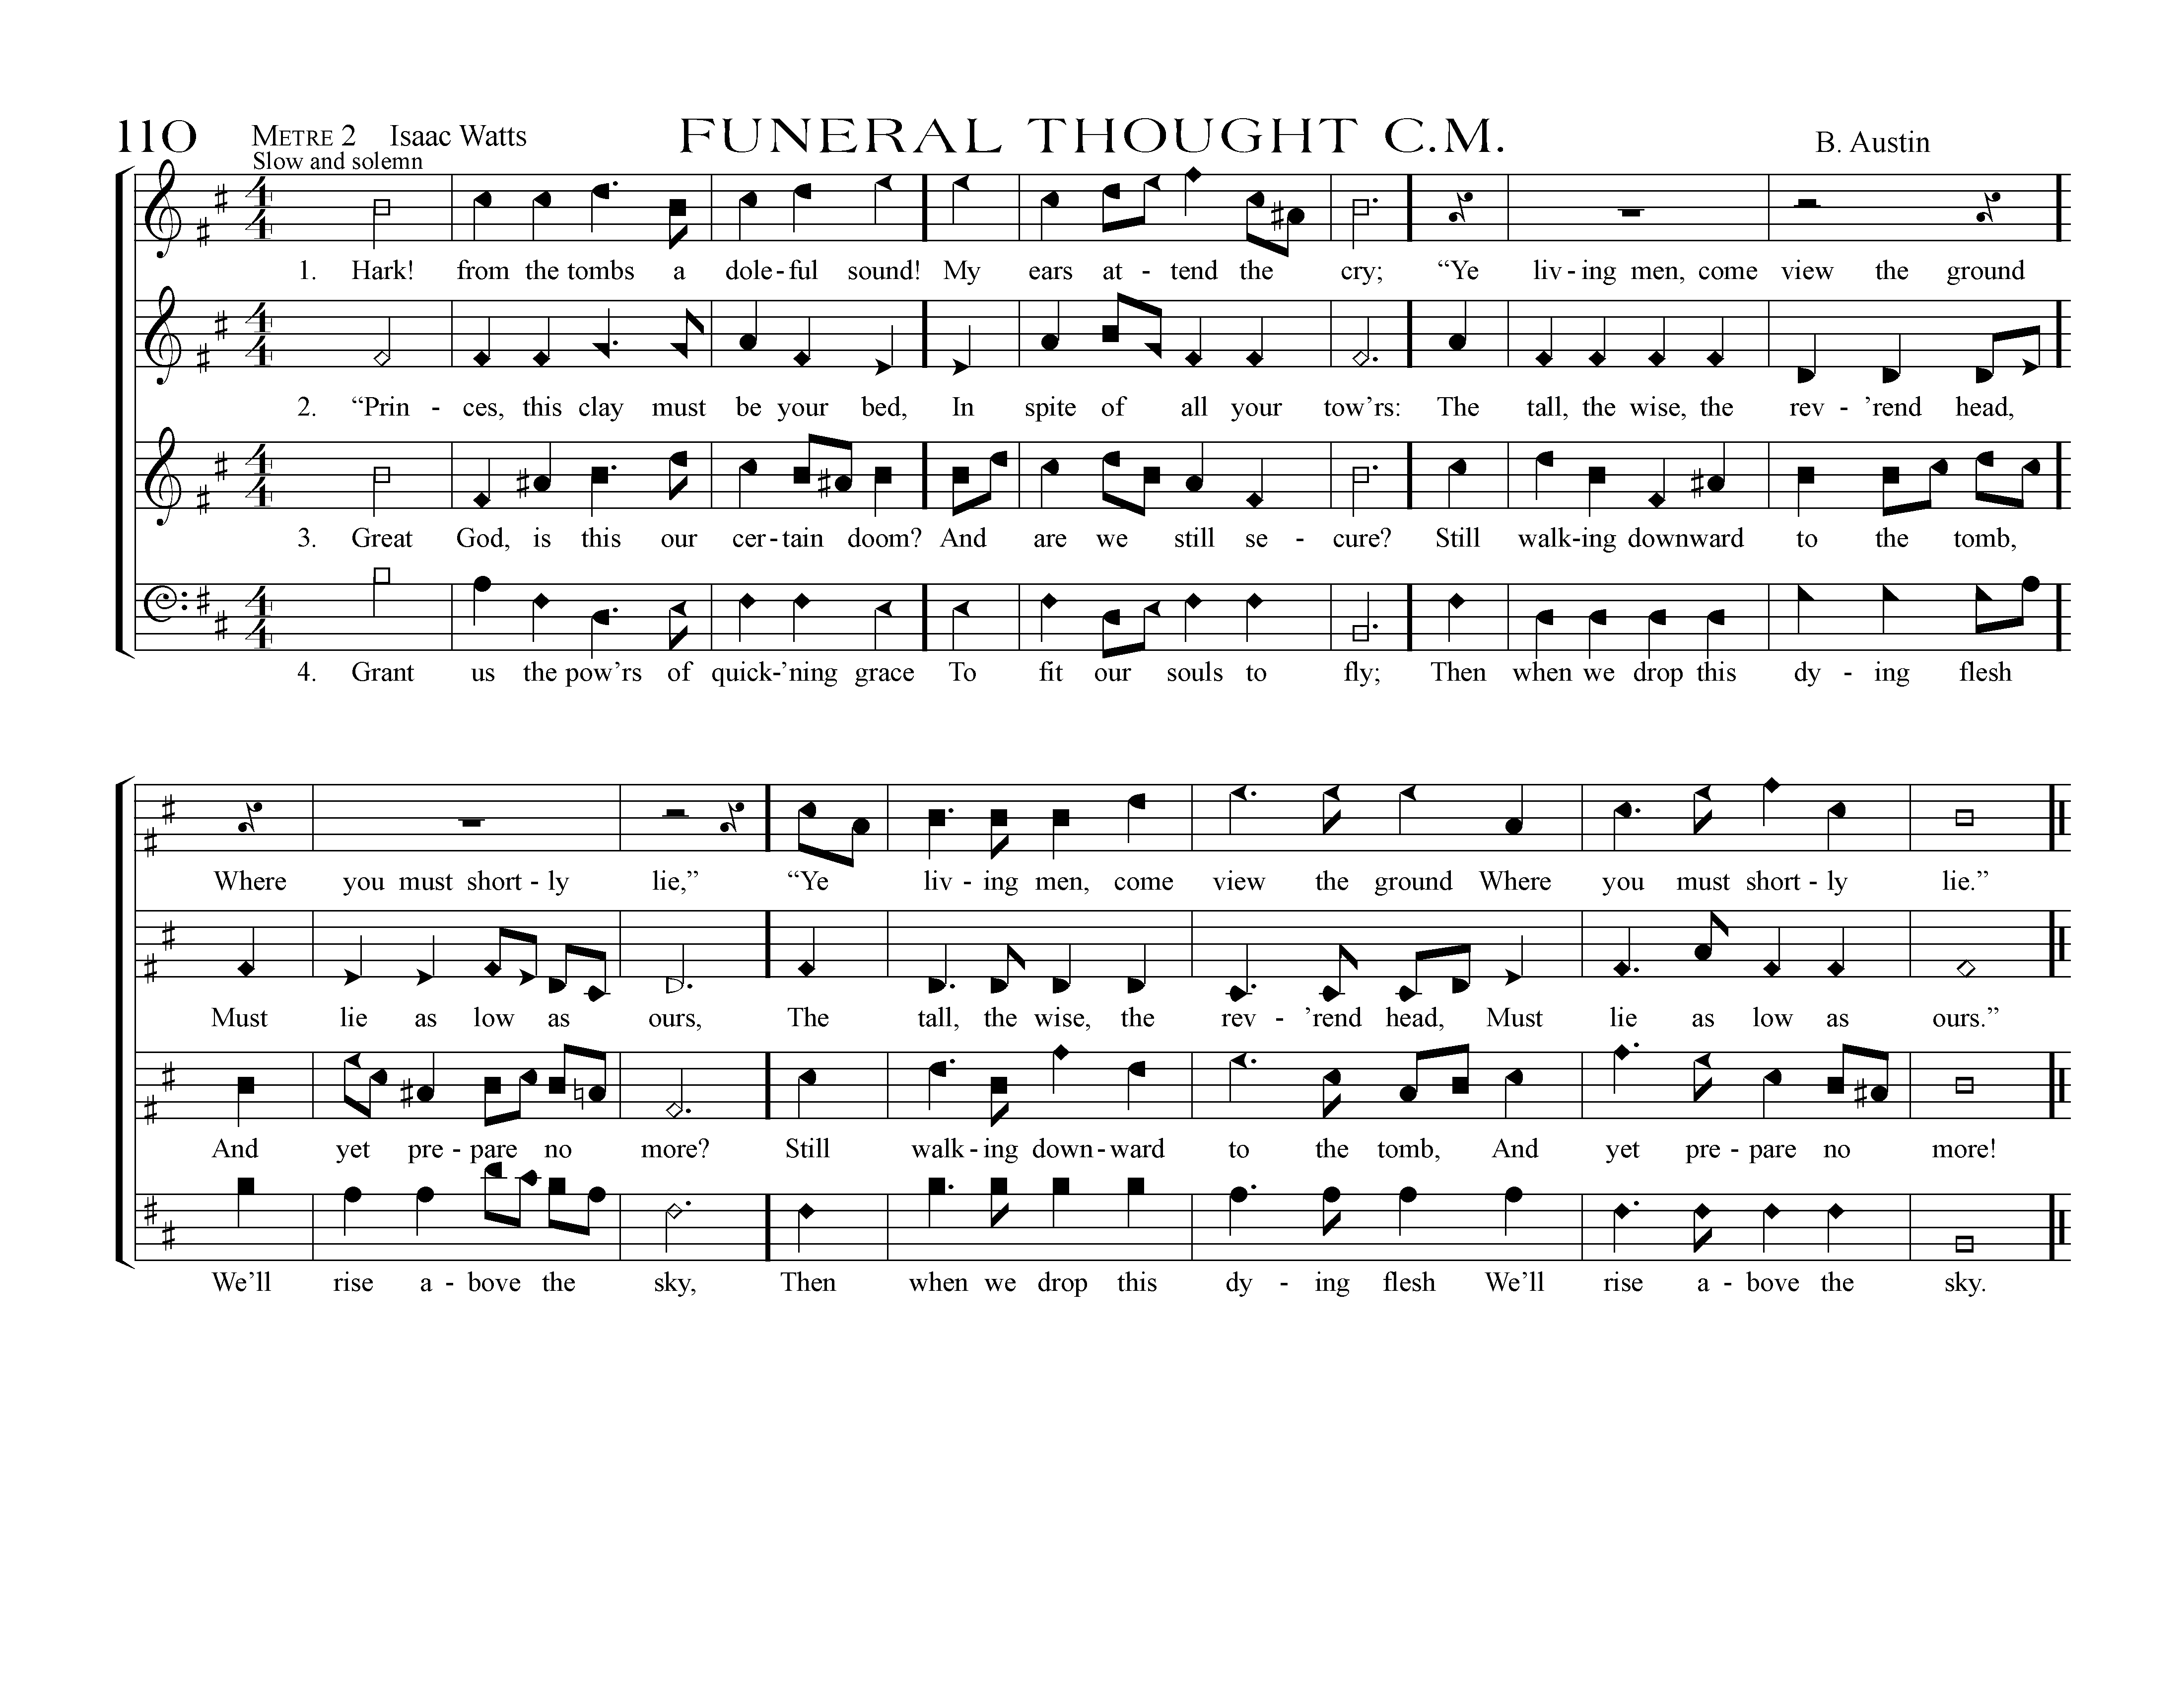 110 METRE 2 Isaac Watts FUNERAL THOUGHT C.M. B. Austin
Slow and solemn
4 4
1. Hark! from the tombs a dole - ful sound! My ears at - tend the cry; “Ye liv - ing men, come view the ground
4 4
2. “Prin - ces, this clay must be your bed, In spite of all your tow’rs: The tall, the wise, the rev - ’rend head,
4 4
3. Great God, is this our cer - tain doom? And are we still se - cure? Still walk - ing downward to the tomb,
4 4
4. Grant us the pow’rs of quick - ’ning grace To fit our souls to fly; Then when we drop this dy - ing flesh
Where you must short - ly lie,” “Ye liv - ing men, come view the ground Where you must short - ly lie.”
Must lie as low as ours, The tall, the wise, the rev - ’rend head, Must lie as low as ours.”
And yet pre - pare no more? Still walk - ing down - ward to the tomb, And yet pre - pare no more!
We’ll rise a - bove the sky, Then when we drop this dy - ing flesh We’ll rise a - bove the sky.